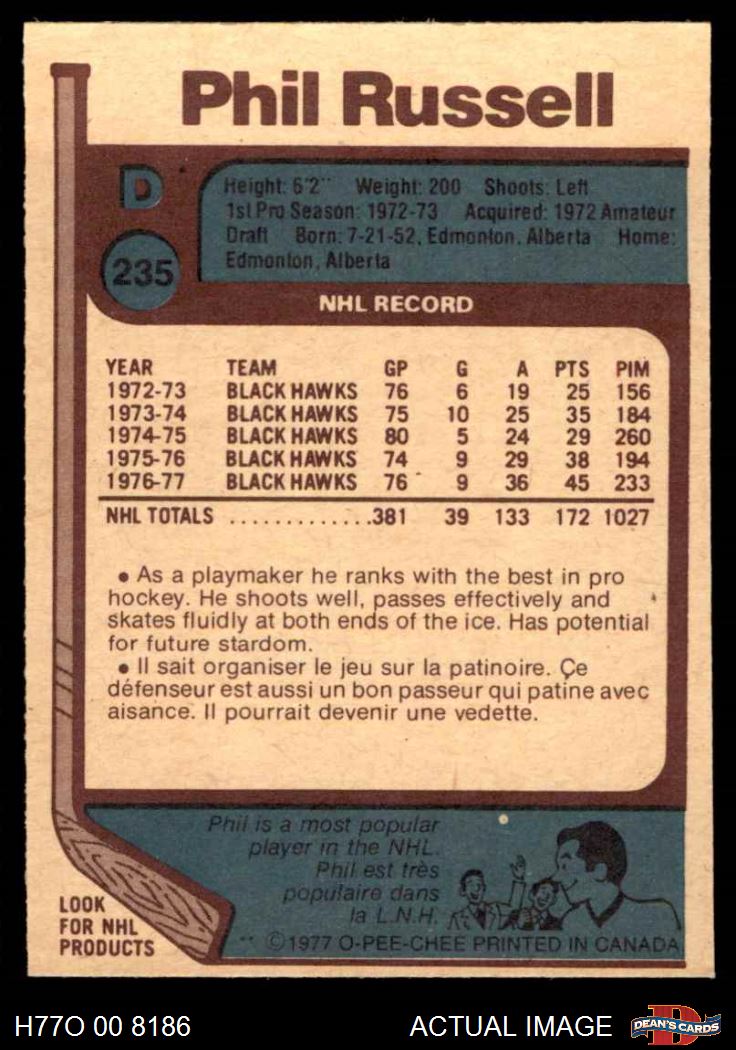 Phil Russell
D
Height: 6'2" Weight: 200 Shoots: Left
1st Pro Season: 1972-73 Acquired: 1972 Amateur
Draft Born: 7-21-52, Edmonton, Alberta Home:
Edmonton, Alberta
235
NHL RECORD
YEAR TEAM GP G A PTS PIM
1972-73 BLACK HAWKS 76 6 19 25 156
1973-74 BLACK HAWKS 75 10 25 35 184
1974-75 BLACK HAWKS 80 5 24 29 260
1975-76 BLACK HAWKS 74 9 29 38 194
1976-77 BLACK HAWKS 76 9 36 45 233
NHL TOTALS .............381 39 133 172 1027
• As a playmaker he ranks with the best in pro
hockey. He shoots well, passes effectively and
skates fluidly at both ends of the ice. Has potential
for future stardom.
• Il sait organiser le jeu sur la patinoire. Çe
défenseur est aussi un bon passeur qui patine avec
aisance. Il pourrait devenir une vedette.
Phil is a most popular
player in the NHL.
Phil est très
populaire dans
la L.N.H.
LOOK
FOR NHL
PRODUCTS
©1977 O-PEE-CHEE PRINTED IN CANADA
H77O 00 8186 ACTUAL IMAGE
D
DEAN'S CARDS